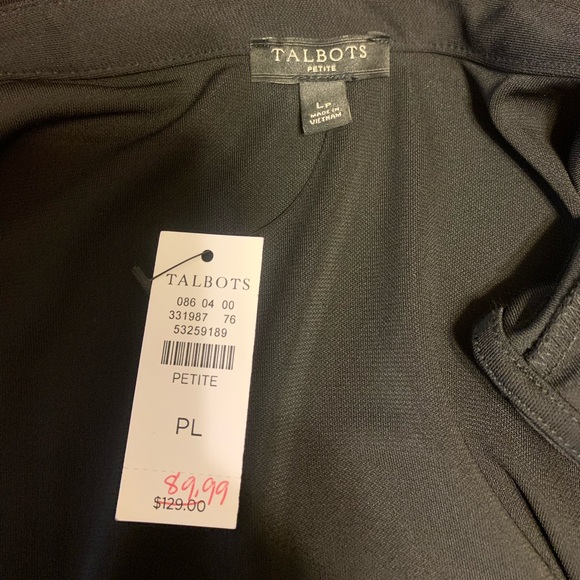 TALBOTS
PETITE
LP
MADE IN
VIETNAM
TALBOTS
086 04 00
331987 76
53259189
PETITE
PL
89.99
$129.00